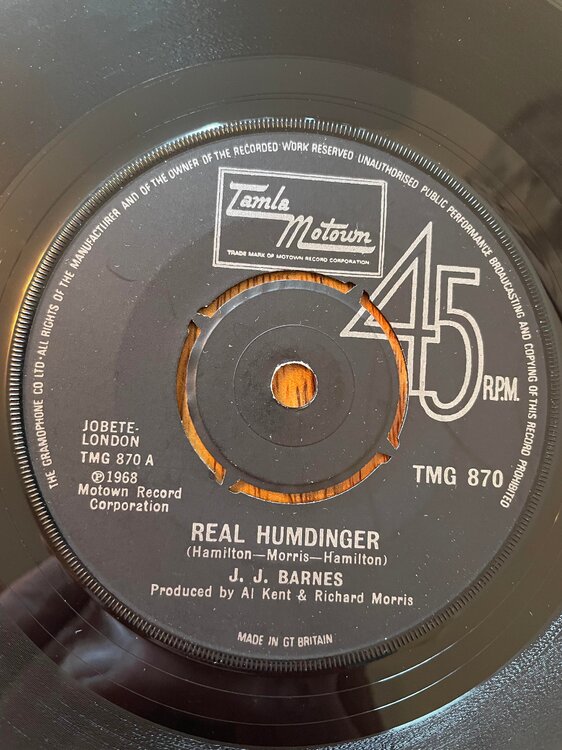 THE GRAMOPHONE CO LTD·ALL RIGHTS OF THE MANUFACTURER AND OF THE OWNER OF THE RECORDED WORK RESERVED UNAUTHORISED PUBLIC PERFORMANCE BROADCASTING AND COPYING OF THIS RECORD PROHIBITED
Tamla
Motown
TRADE MARK OF MOTOWN RECORD CORPORATION
45
R.P.M.
JOBETE-
LONDON
TMG 870 A
℗1968
Motown Record
Corporation
TMG 870
REAL HUMDINGER
(Hamilton—Morris—Hamilton)
J. J. BARNES
Produced by Al Kent & Richard Morris
MADE IN GT BRITAIN